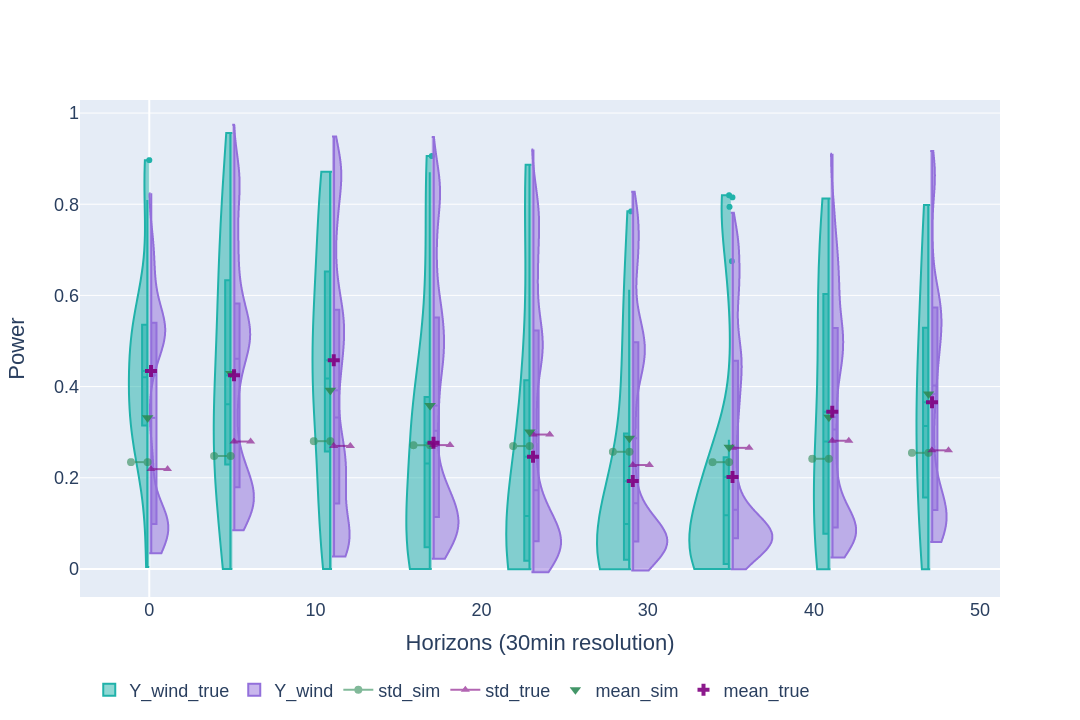 1
0.8
0.6
0.4
0.2
0
Power
0 10 20 30 40 50
Horizons (30min resolution)
Y_wind_true Y_wind std_sim std_true mean_sim mean_true